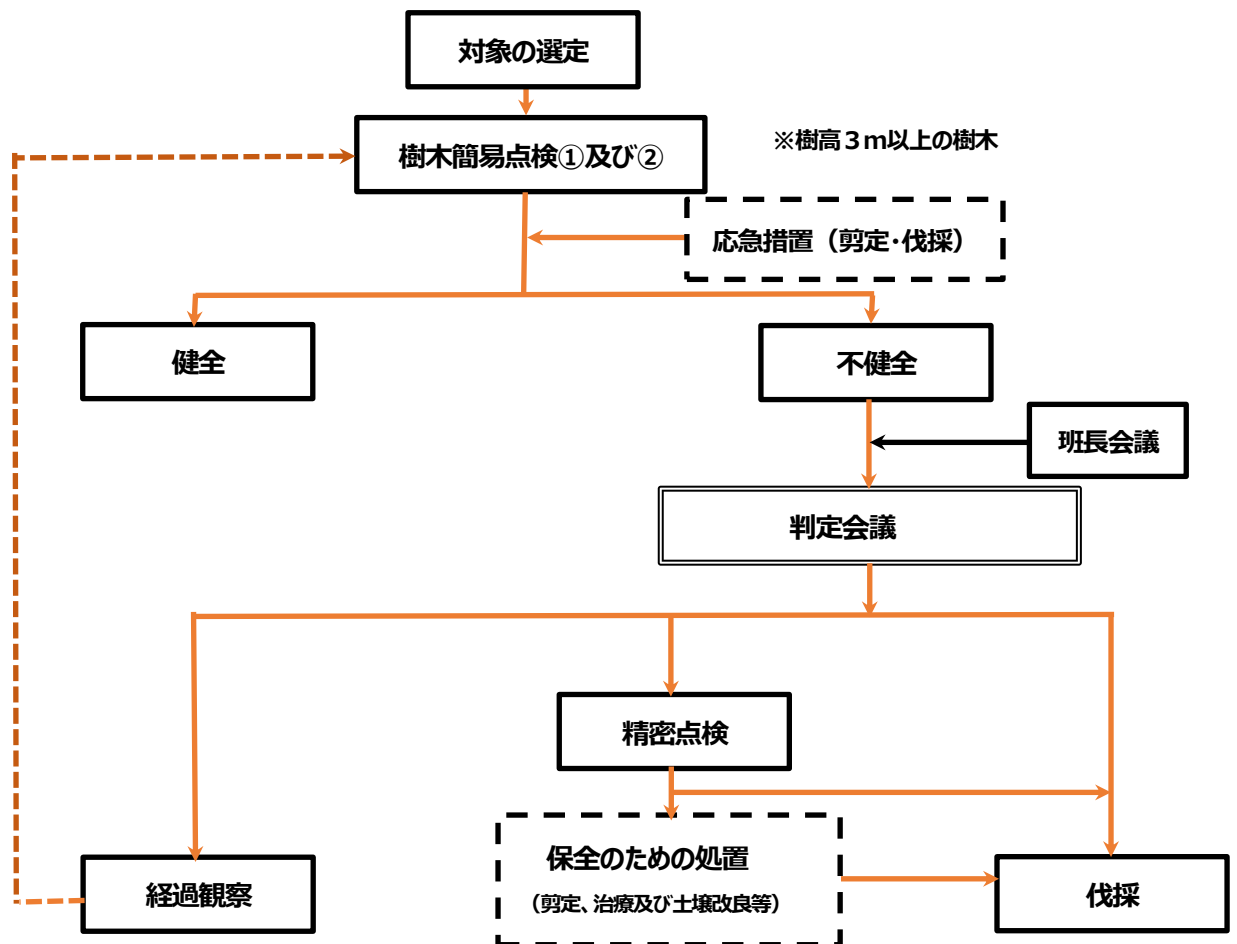 対象の選定
樹木簡易点検①及び②
※樹高３ｍ以上の樹木
応急措置（剪定・伐採）
健全
不健全
班長会議
判定会議
精密点検
保全のための処置
（剪定、治療及び土壌改良等）
経過観察
伐採